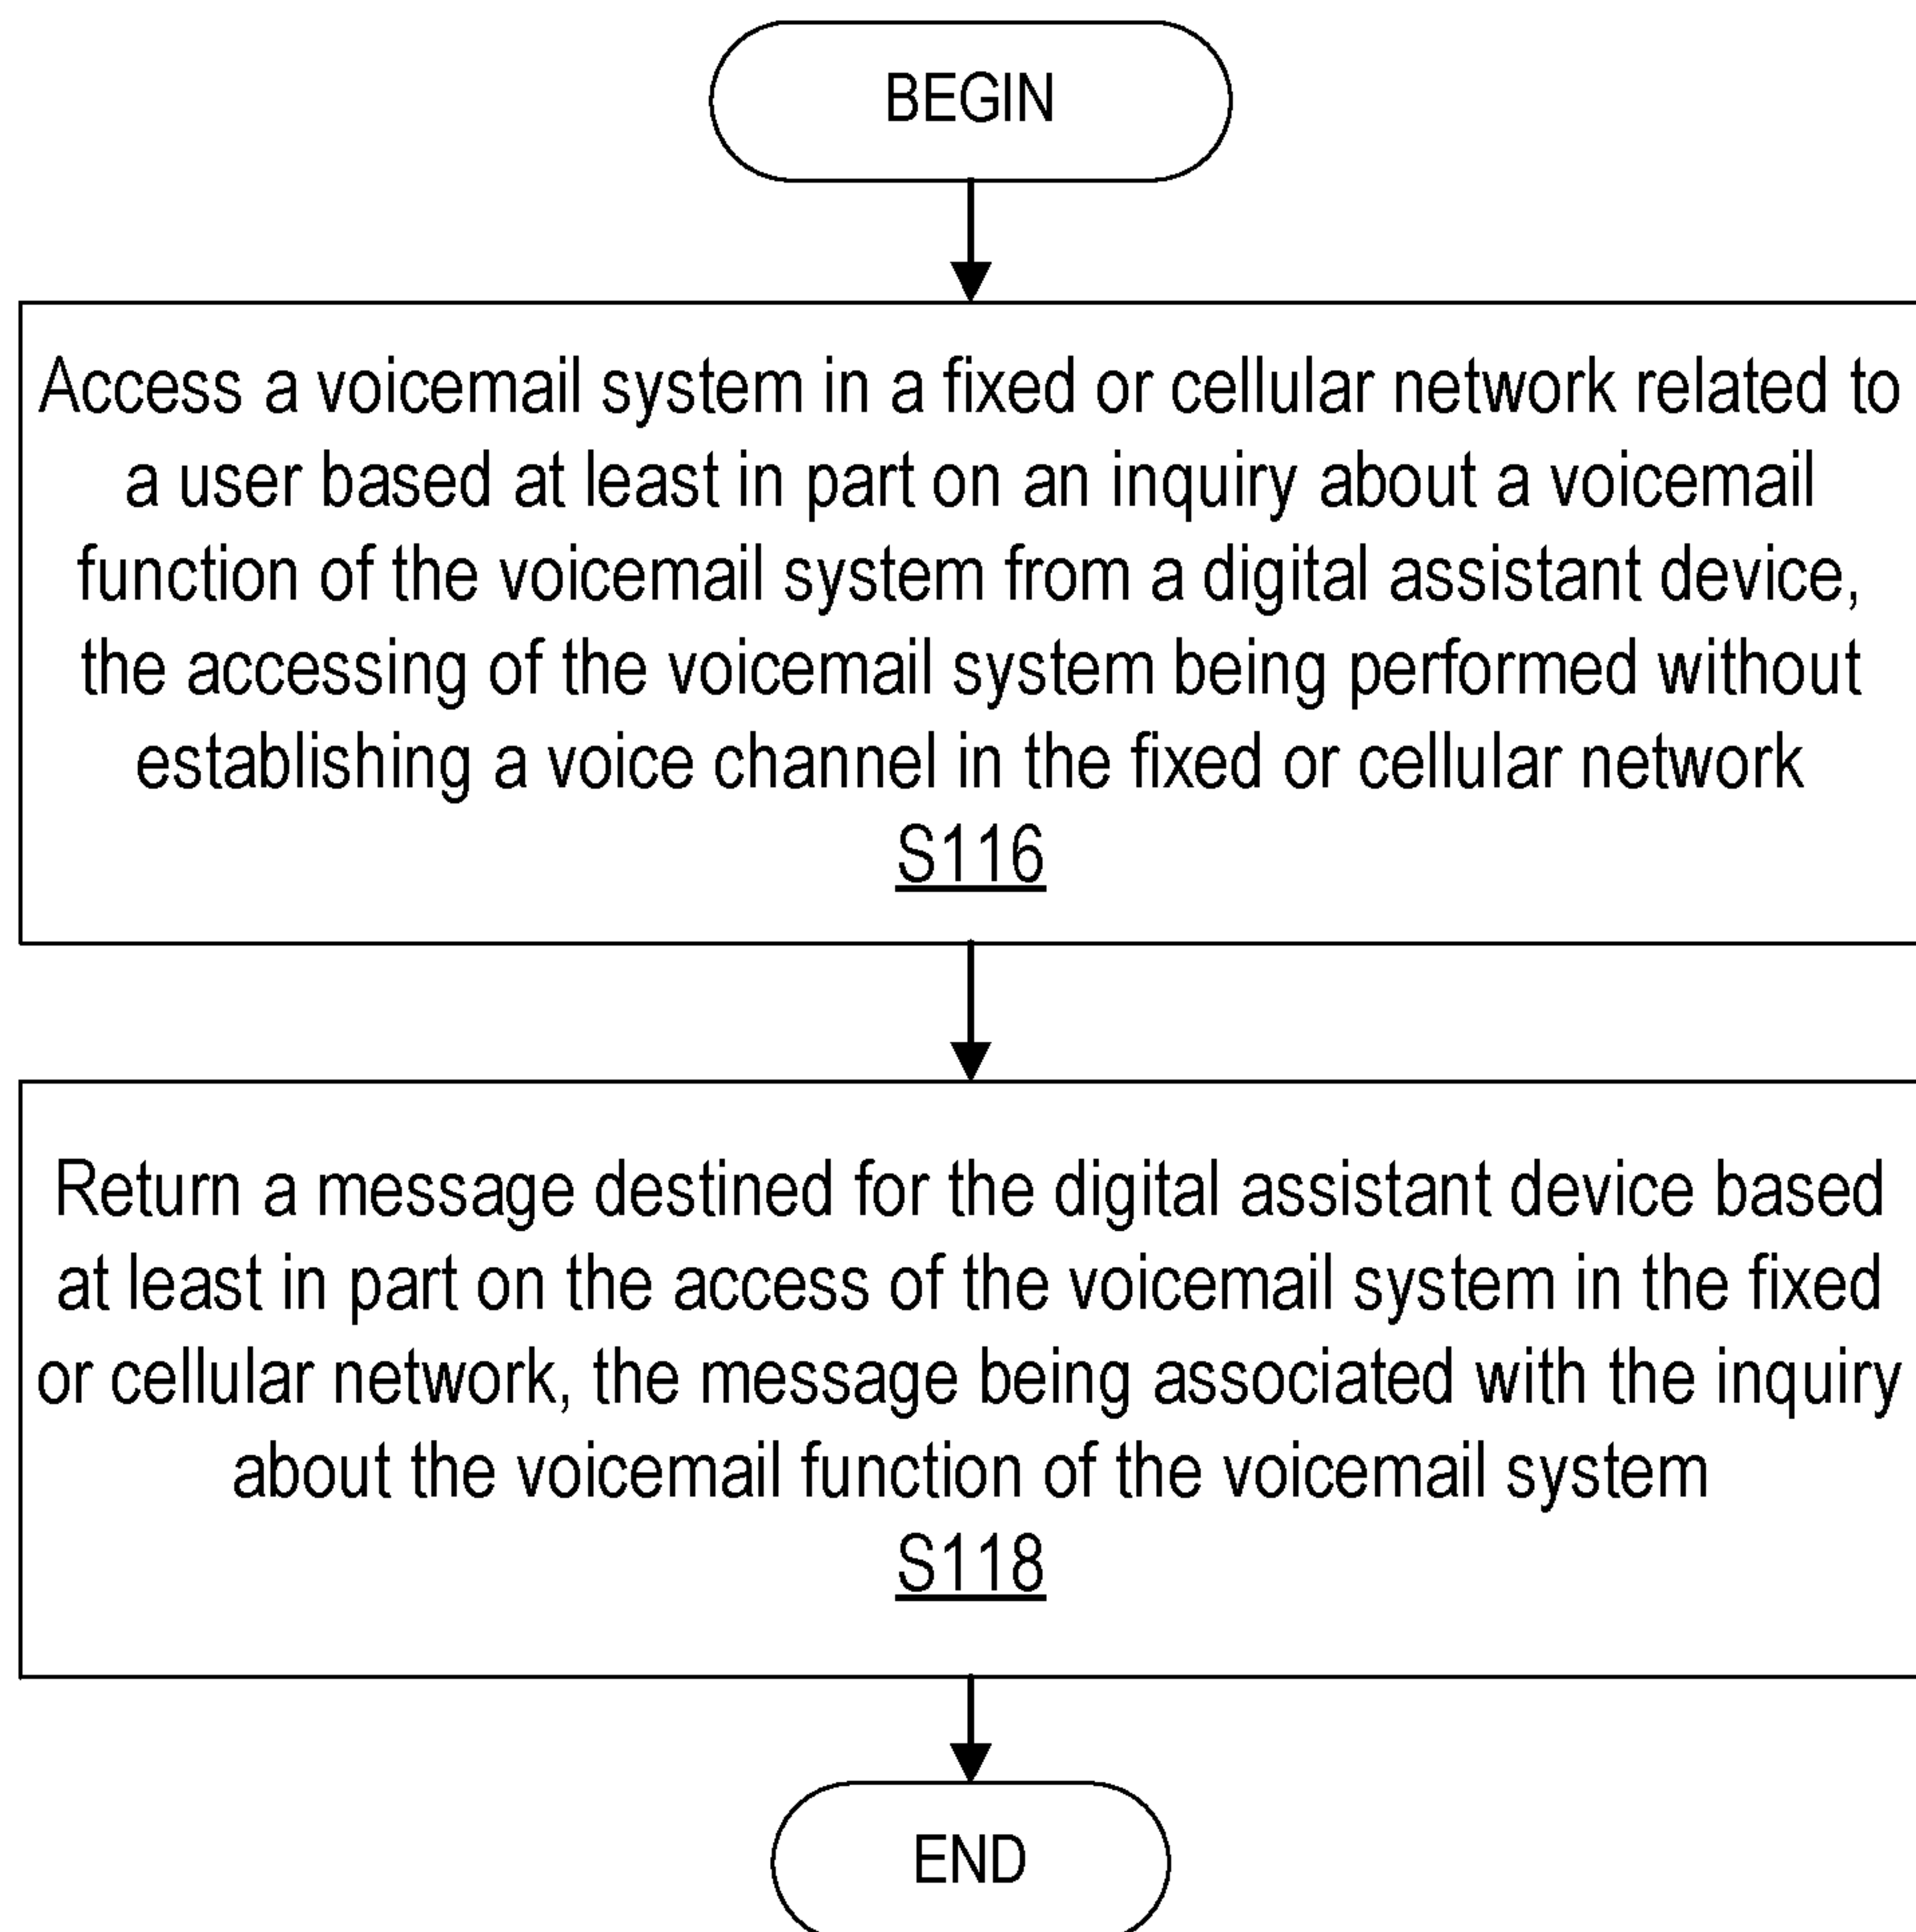 BEGIN
Access a voicemail system in a fixed or cellular network related to
a user based at least in part on an inquiry about a voicemail
function of the voicemail system from a digital assistant device,
the accessing of the voicemail system being performed without
establishing a voice channel in the fixed or cellular network
S116
Return a message destined for the digital assistant device based
at least in part on the access of the voicemail system in the fixed
or cellular network, the message being associated with the inquiry
about the voicemail function of the voicemail system
S118
END